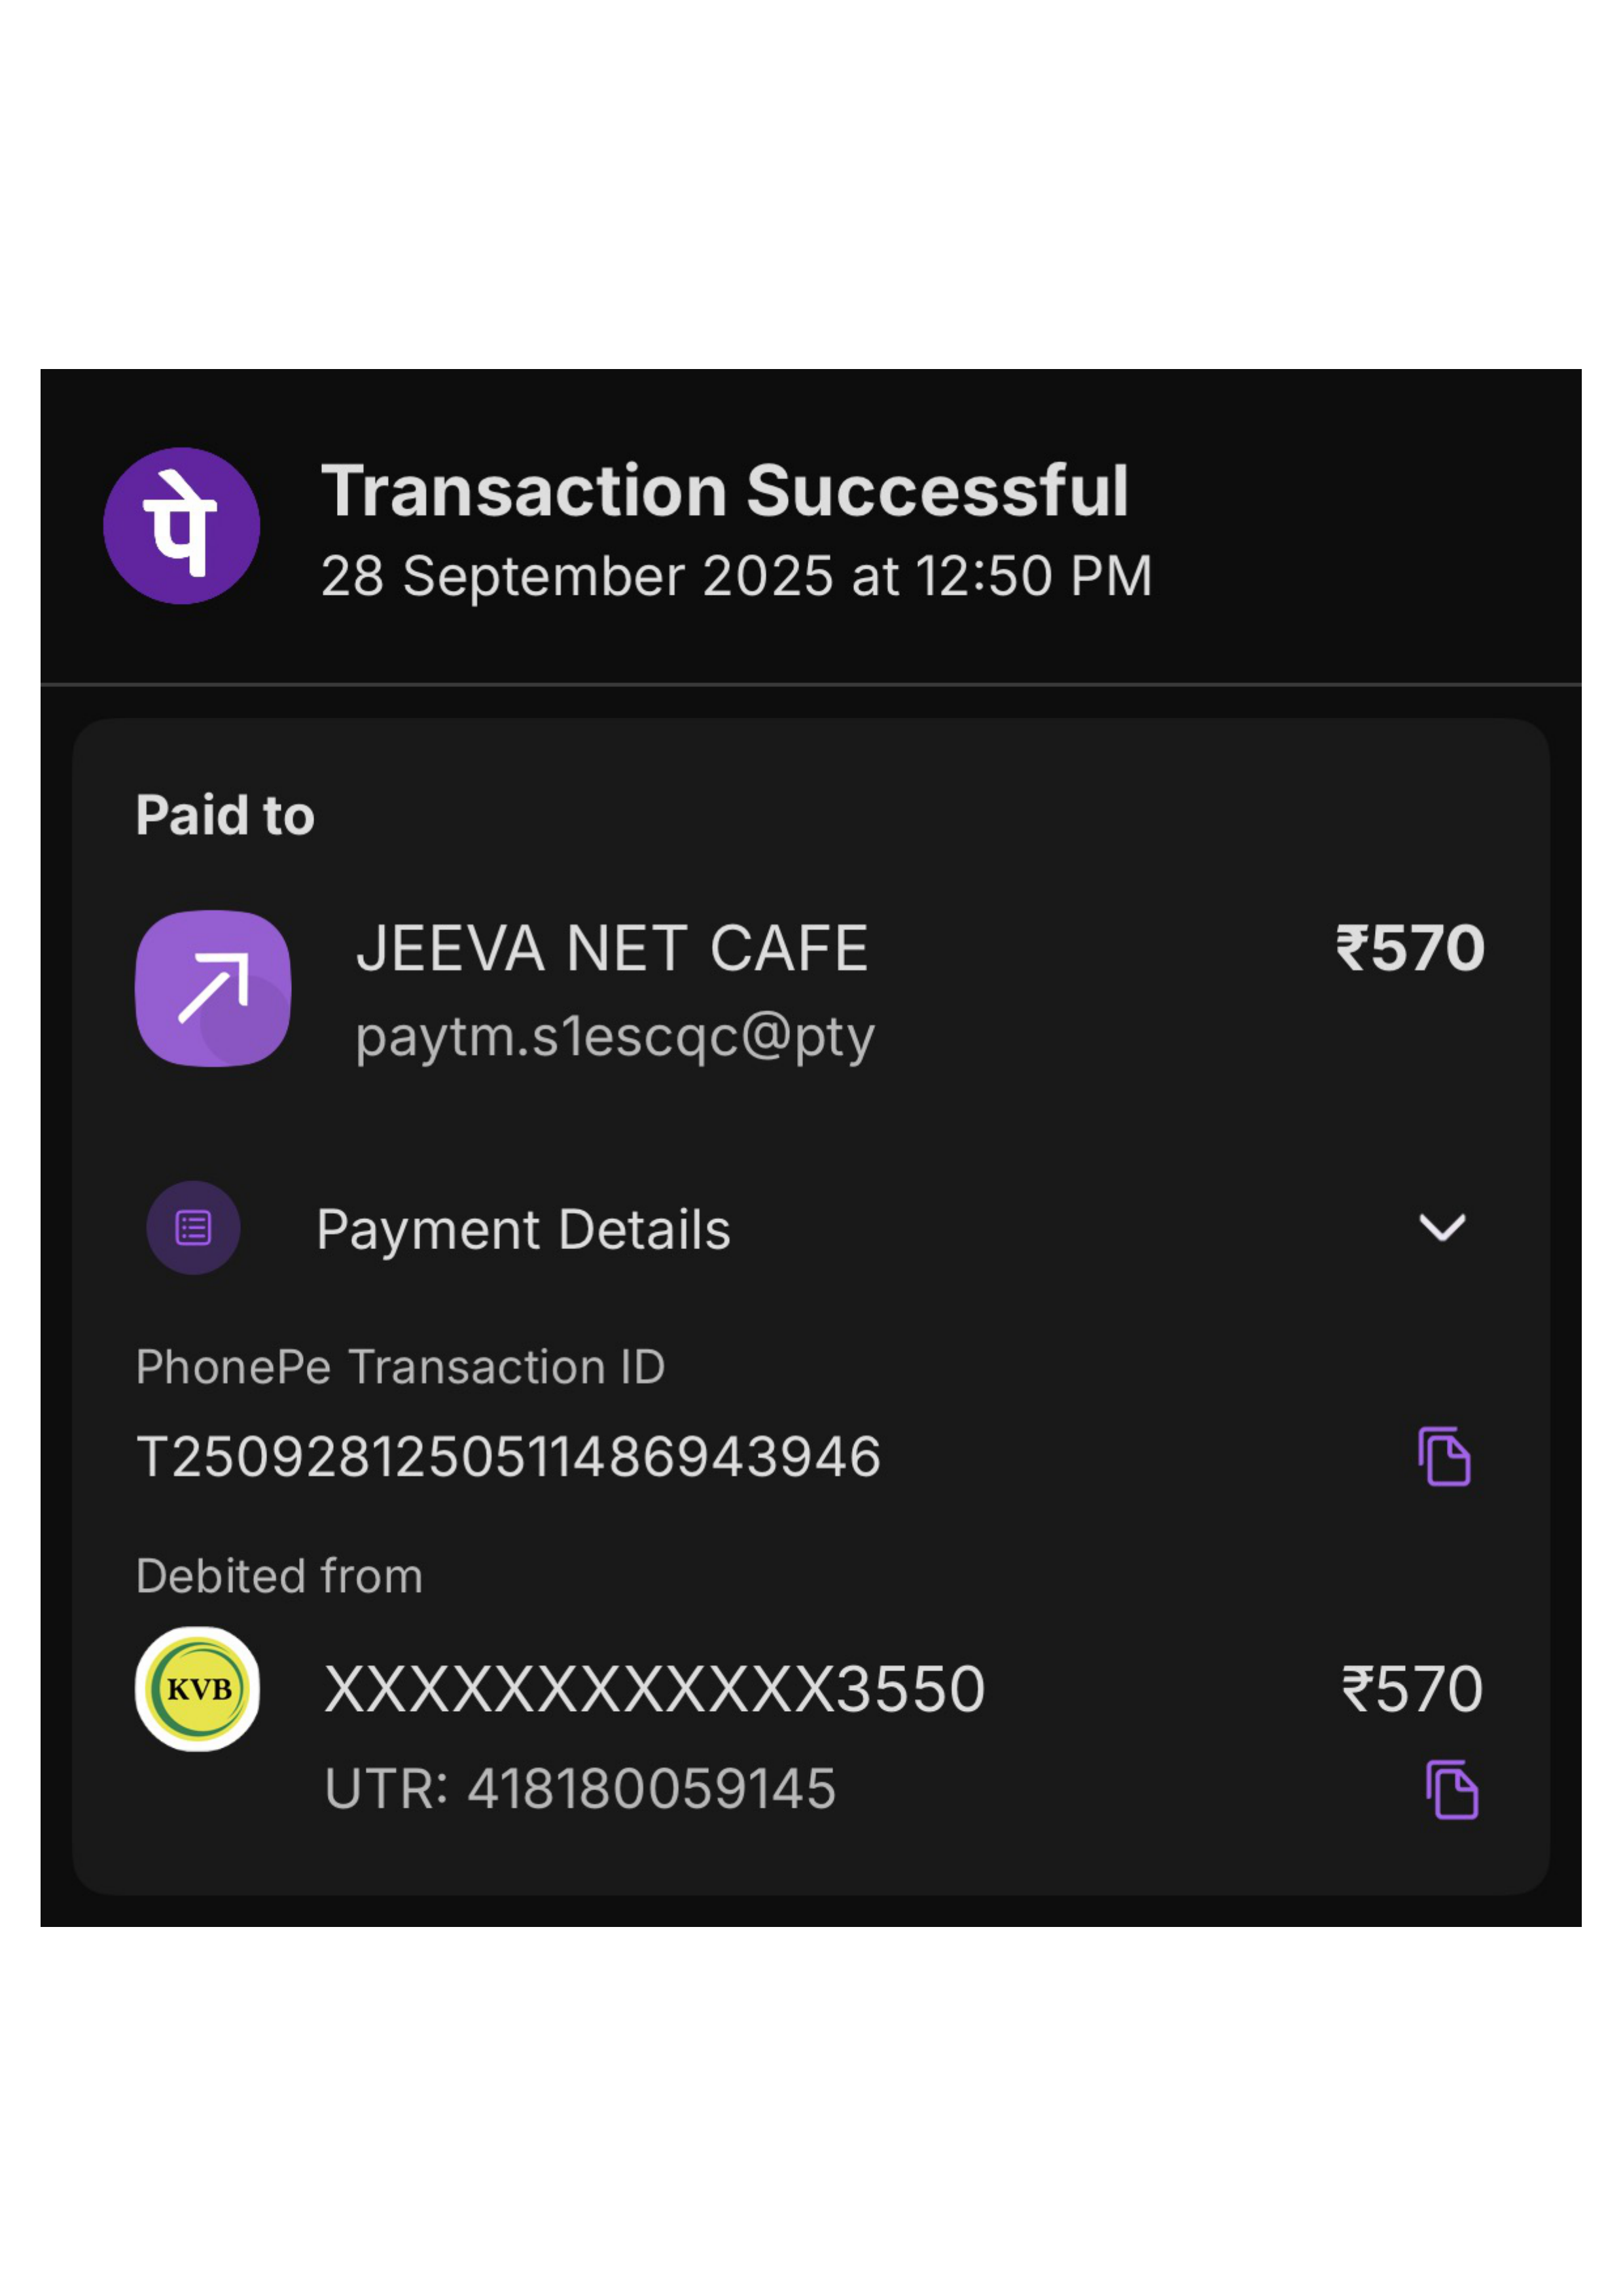 पे
Transaction Successful
28 September 2025 at 12:50 PM
Paid to
JEEVA NET CAFE ₹570
paytm.s1escqc@pty
Payment Details
PhonePe Transaction ID
T2509281250511486943946
Debited from
KVB XXXXXXXXXXXX3550 ₹570
UTR: 418180059145